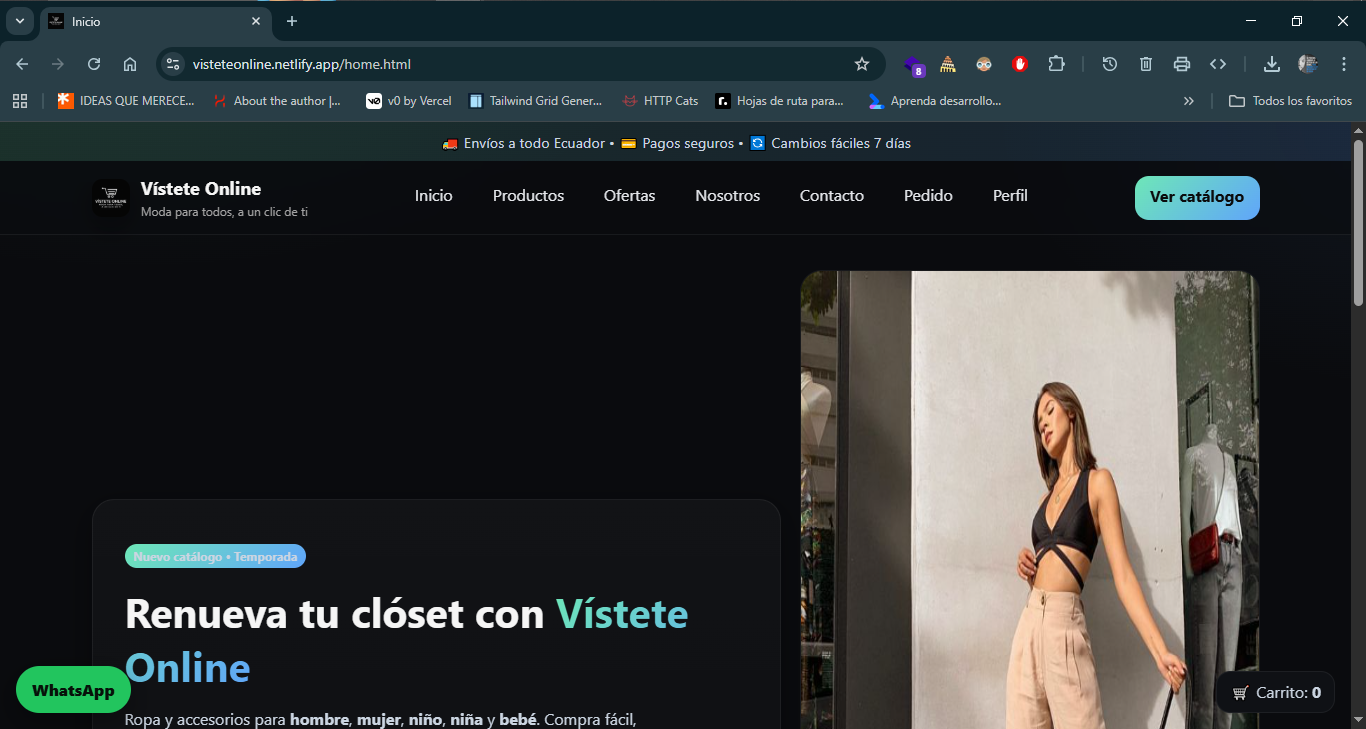 Inicio
visteteonline.netlify.app/home.html
8
IDEAS QUE MERECE...
About the author |...
v0 by Vercel
Tailwind Grid Gener...
HTTP Cats
Hojas de ruta para...
Aprenda desarrollo...
Todos los favoritos
🚚 Envíos a todo Ecuador • 💳 Pagos seguros • 🔄 Cambios fáciles 7 días
Vístete Online
Moda para todos, a un clic de ti
Inicio
Productos
Ofertas
Nosotros
Contacto
Pedido
Perfil
Ver catálogo
Nuevo catálogo • Temporada
Renueva tu clóset con Vístete
Online
Ropa y accesorios para hombre, mujer, niño, niña y bebé. Compra fácil,
WhatsApp
🛒 Carrito: 0